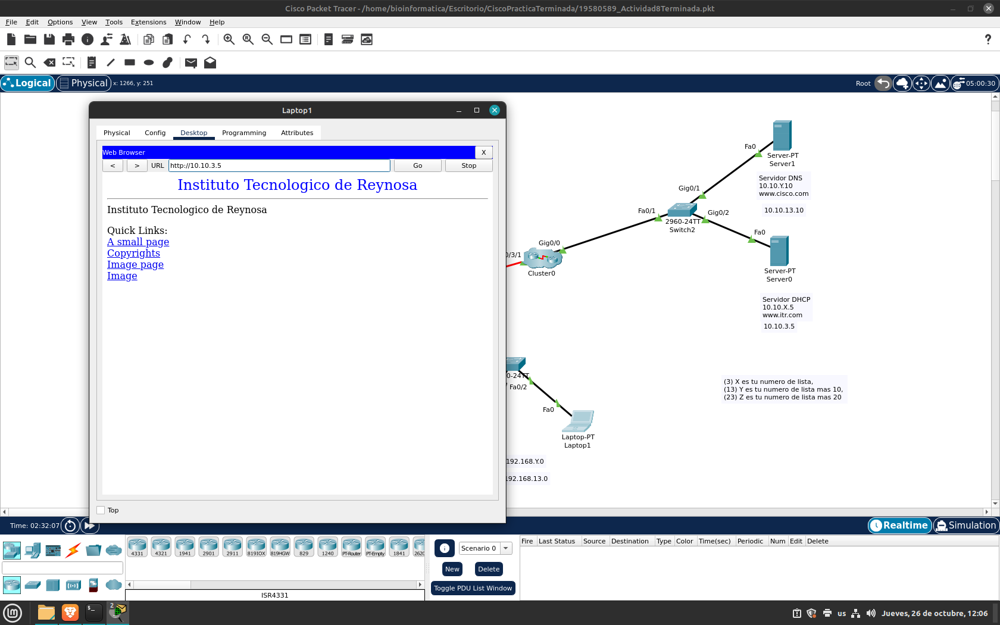 Cisco Packet Tracer - /home/bioinformatica/Escritorio/CiscoPracticaTerminada/19580589_Actividad8Terminada.pkt
File Edit Options View Tools Extensions Window Help
Logical Physical x: 1266, y: 251 Root 05:00:30
Laptop1
Physical Config Desktop Programming Attributes
Web Browser X
< > URL http://10.10.3.5 Go Stop
Instituto Tecnologico de Reynosa
Instituto Tecnologico de Reynosa
Quick Links:
A small page
Copyrights
Image page
Image
Top
Fa0
Server-PT
Server1
Servidor DNS
10.10.Y.10
www.cisco.com
10.10.13.10
Gig0/1
Fa0/1
Gig0/2
2960-24TT
Switch2
Fa0
Server-PT
Server0
Gig0/0
0/3/1
Cluster0
Servidor DHCP
10.10.X.5
www.itr.com
10.10.3.5
0-24TT
Fa0/2
Fa0
Laptop-PT
Laptop1
(3) X es tu numero de lista,
(13) Y es tu numero de lista mas 10,
(23) Z es tu numero de lista mas 20
192.168.Y.0
192.168.13.0
Time: 02:32:07 Realtime Simulation
4331 4321 1941 2901 2911 819IOX 819HGW 829 1240 PT-Router PT-Empty 1841 2620
ISR4331
Scenario 0
New Delete
Toggle PDU List Window
Fire Last Status Source Destination Type Color Time(sec) Periodic Num Edit Delete
2
us Jueves, 26 de octubre, 12:06